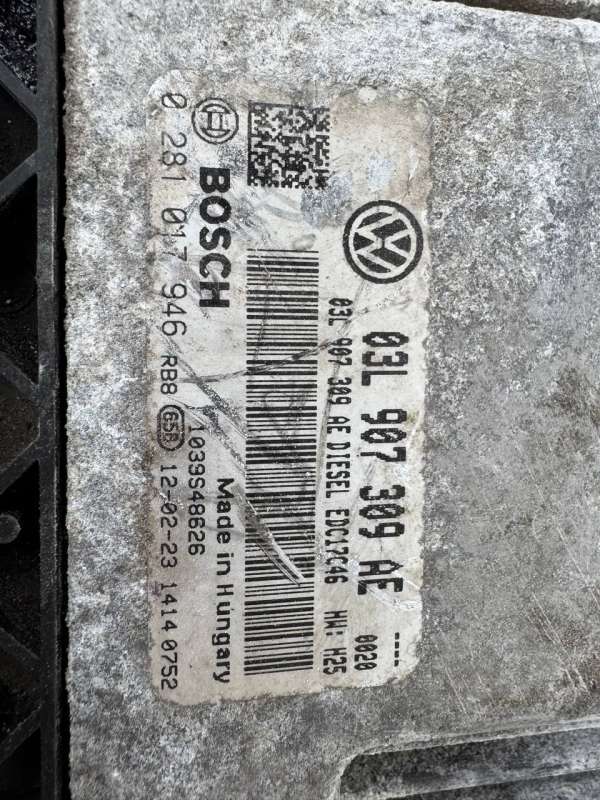 03L 907 309 AE
---- 0020
03L 907 309 AE DIESEL EDC17C46 HW: H25
1039S48626
Made in Hungary
BOSCH
0 281 017 946 RB8 GSB 12-02-23 1414 0752